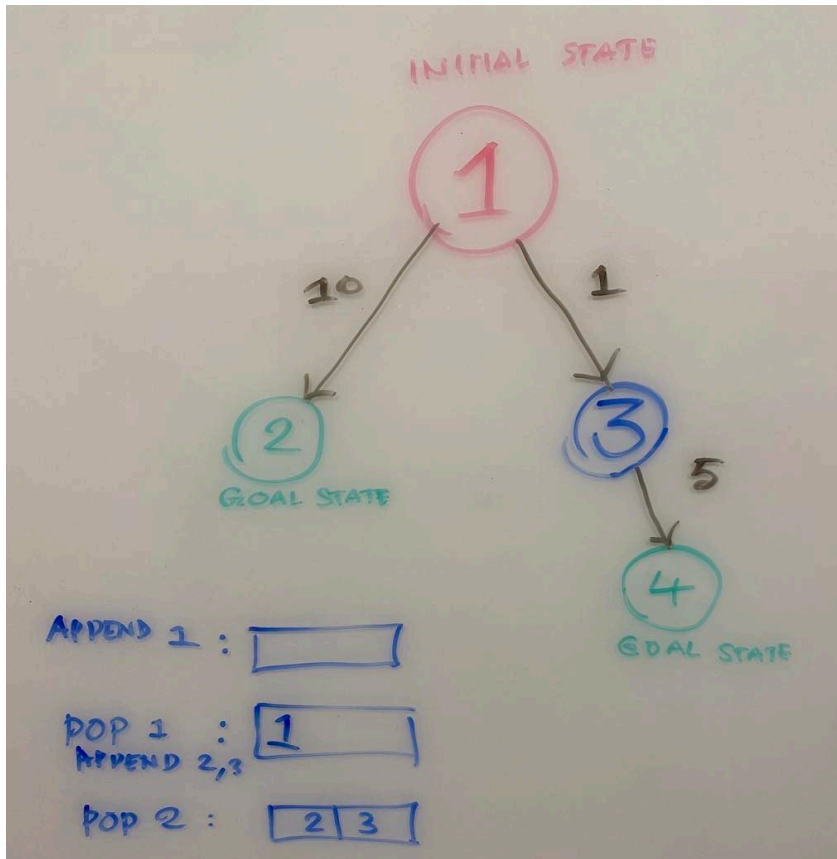 INITIAL STATE
1
10
1
2
3
GOAL STATE
5
4
GOAL STATE
APPEND 1 :
POP 1 : 1
APPEND 2,3
POP 2 : 2 3